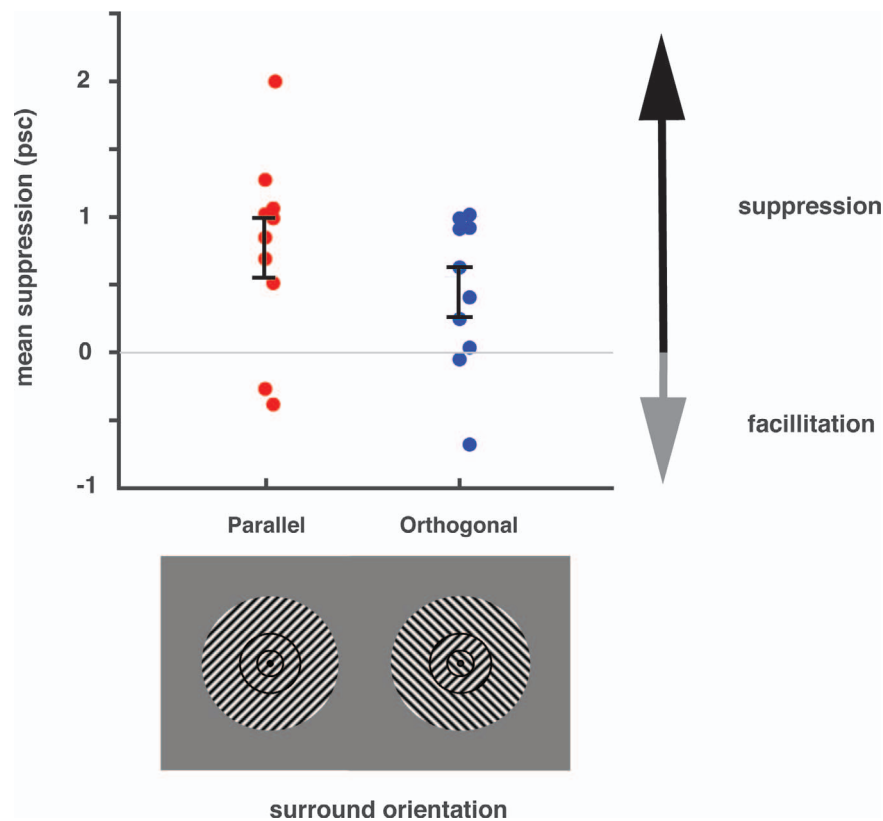 mean suppression (psc)
2
1
0
-1
suppression
facillitation
Parallel
Orthogonal
surround orientation